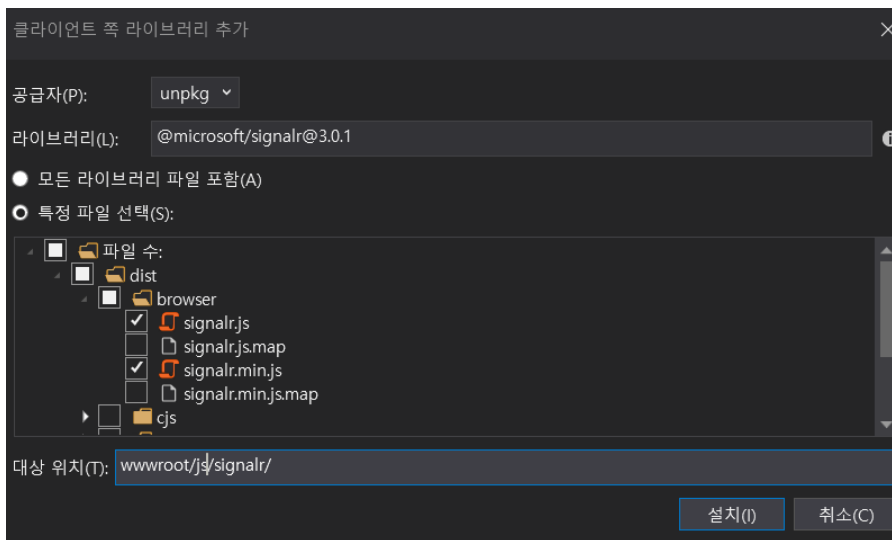 클라이언트 쪽 라이브러리 추가
공급자(P): unpkg
라이브러리(L): @microsoft/signalr@3.0.1
모든 라이브러리 파일 포함(A)
특정 파일 선택(S):
파일 수:
dist
browser
signalr.js
signalr.js.map
signalr.min.js
signalr.min.js.map
cjs
대상 위치(T): wwwroot/js/signalr/
설치(I) 취소(C)